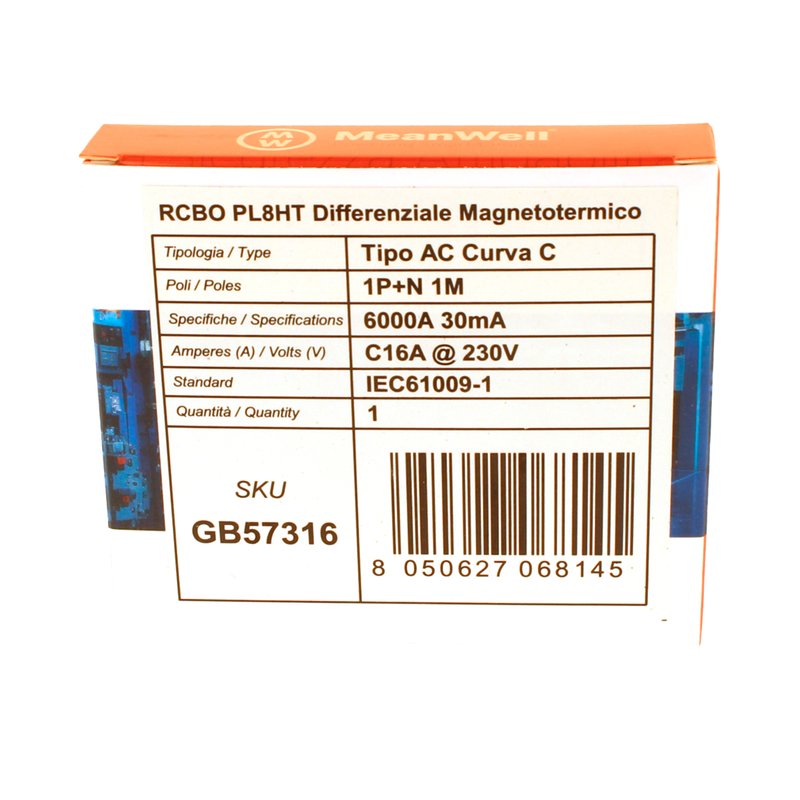 MW MeanWell
RCBO PL8HT Differenziale Magnetotermico
Tipologia / Type Tipo AC Curva C
Poli / Poles 1P+N 1M
Specifiche / Specifications 6000A 30mA
Amperes (A) / Volts (V) C16A @ 230V
Standard IEC61009-1
Quantità / Quantity 1
SKU
GB57316
8 050627 068145